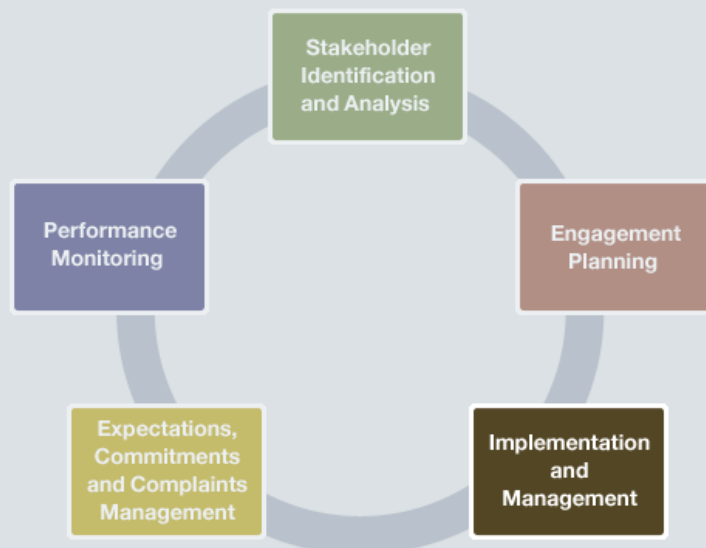 Stakeholder
Identification
and Analysis
Engagement
Planning
Implementation
and
Management
Expectations,
Commitments
and Complaints
Management
Performance
Monitoring